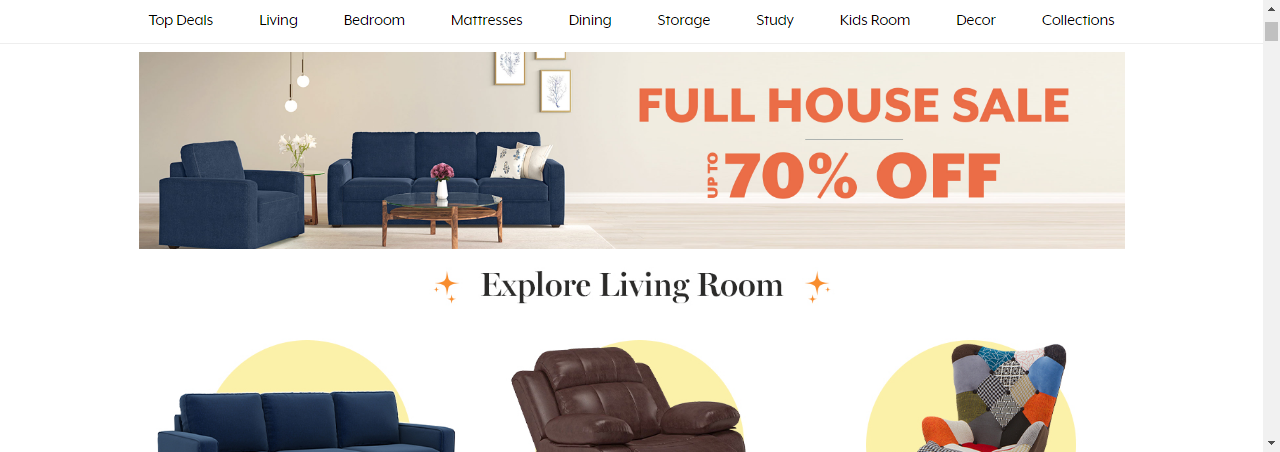 Top Deals Living Bedroom Mattresses Dining Storage Study Kids Room Decor Collections
FULL HOUSE SALE
UP TO 70% OFF
Explore Living Room